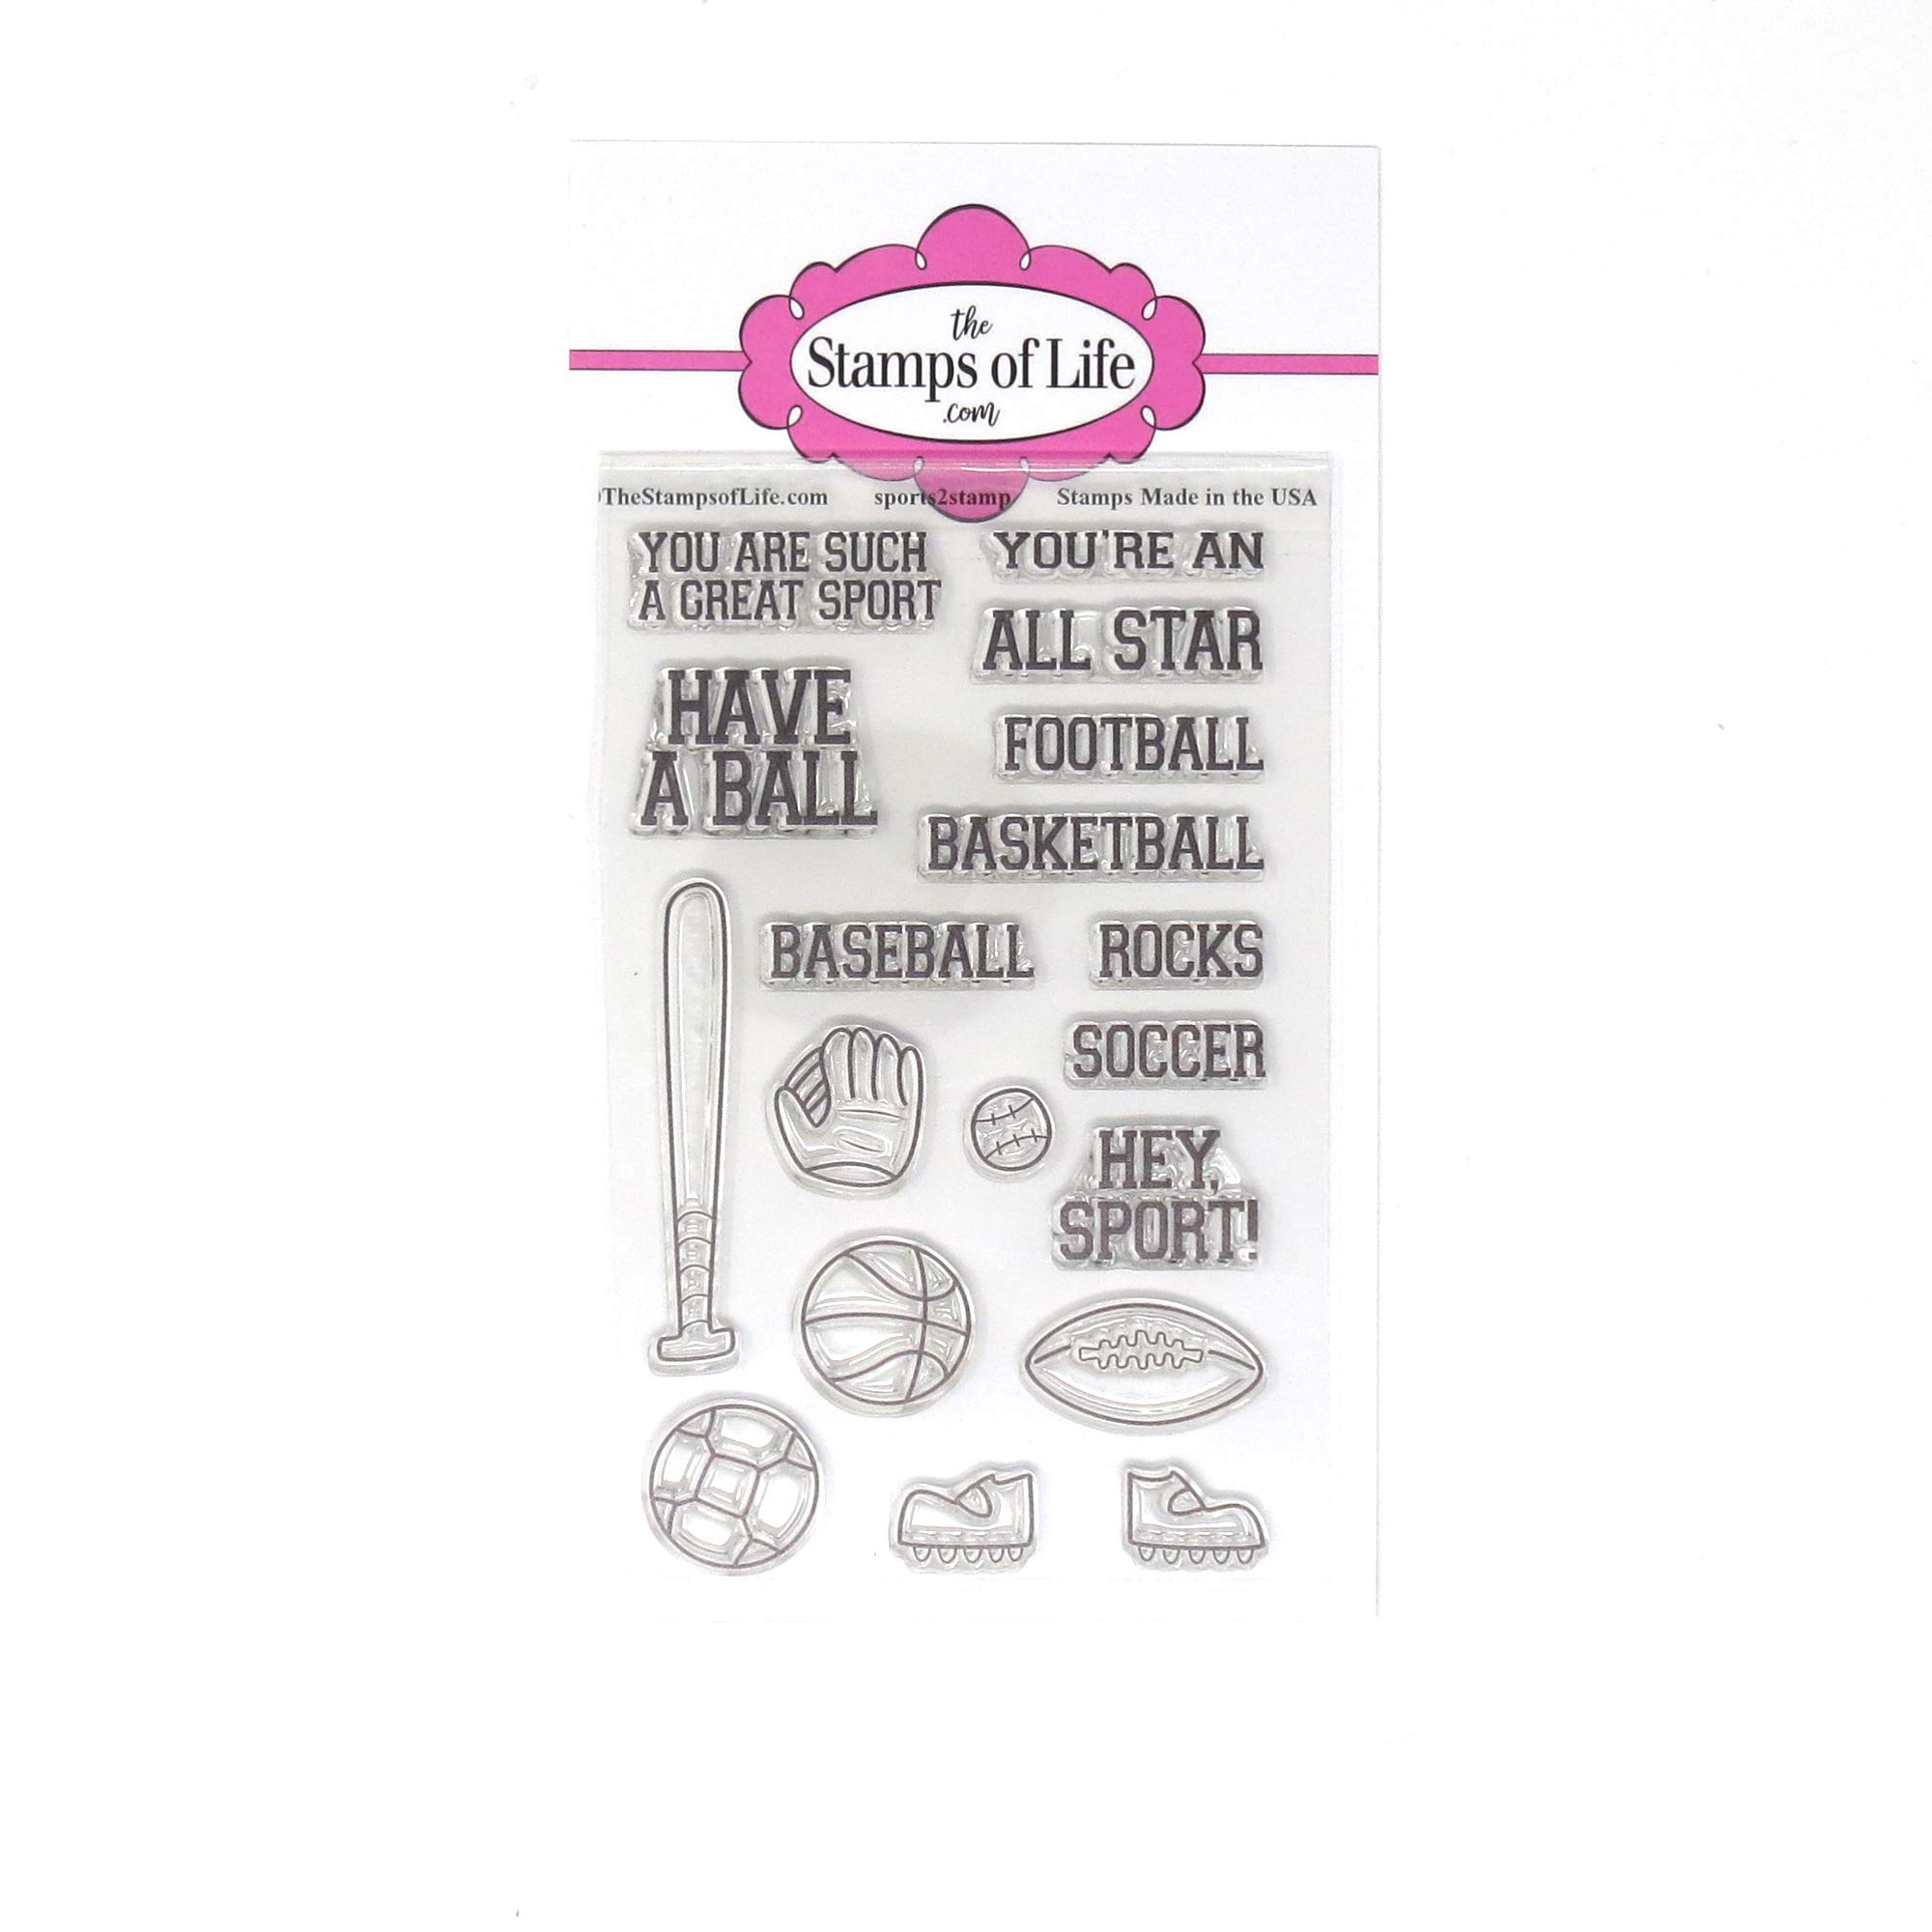 the
Stamps of Life
.com
TheStampsofLife.com sports2stamp Stamps Made in the USA
YOU ARE SUCH
A GREAT SPORT
YOU'RE AN
ALL STAR
HAVE
A BALL
FOOTBALL
BASKETBALL
BASEBALL
ROCKS
SOCCER
HEY,
SPORT!